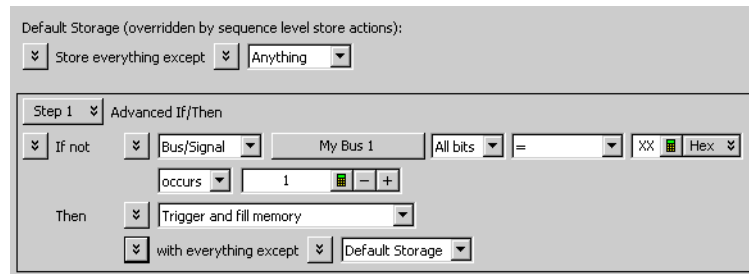 Default Storage (overridden by sequence level store actions):
Store everything except Anything
Step 1 Advanced If/Then
If not Bus/Signal My Bus 1 All bits = XX Hex
occurs 1 - +
Then Trigger and fill memory
with everything except Default Storage